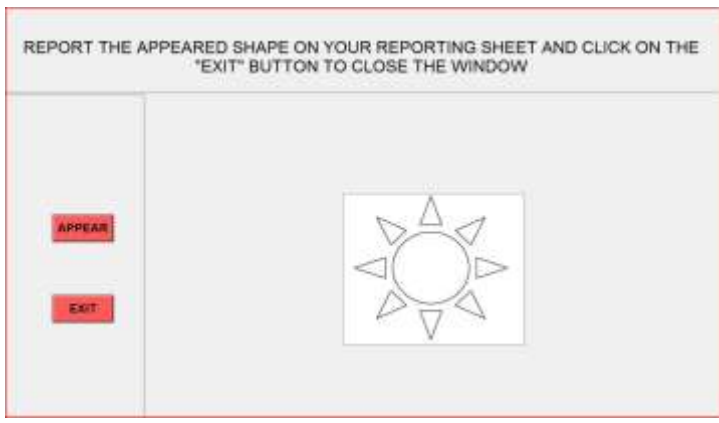 REPORT THE APPEARED SHAPE ON YOUR REPORTING SHEET AND CLICK ON THE
"EXIT" BUTTON TO CLOSE THE WINDOW
APPEAR
EXIT